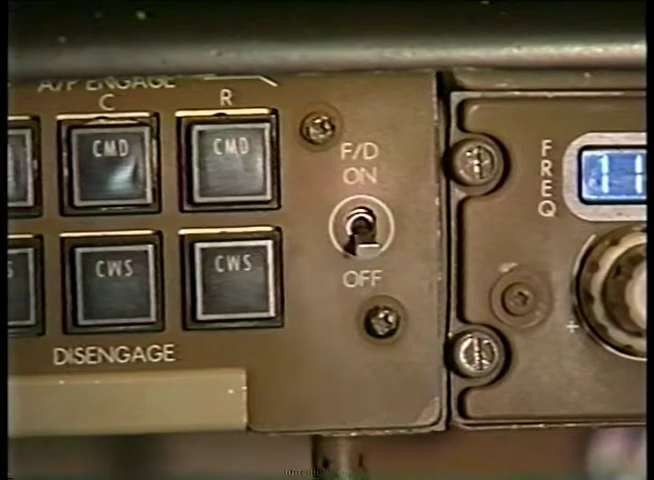 A/P ENGAGE
C R
CMD CMD
F/D
ON
CWS CWS
OFF
DISENGAGE
FREQ
11